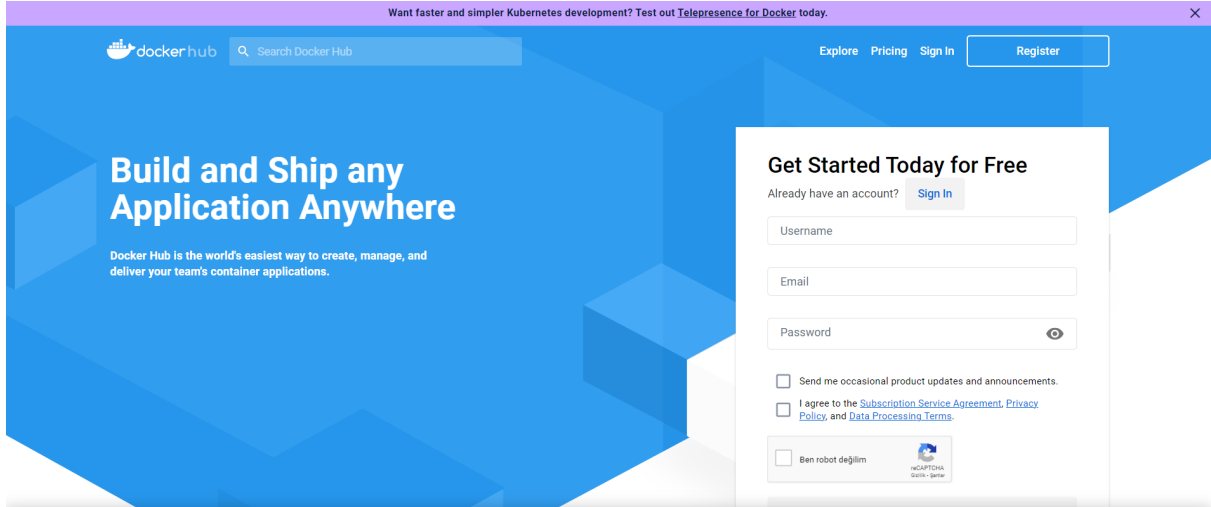 Want faster and simpler Kubernetes development? Test out Telepresence for Docker today.
dockerhub
Search Docker Hub
Explore Pricing Sign In Register
Build and Ship any
Application Anywhere
Docker Hub is the world's easiest way to create, manage, and
deliver your team's container applications.
Get Started Today for Free
Already have an account? Sign In
Username
Email
Password
Send me occasional product updates and announcements.
I agree to the Subscription Service Agreement, Privacy
Policy, and Data Processing Terms.
Ben robot değilim
reCAPTCHA
Gizlilik - Şartlar